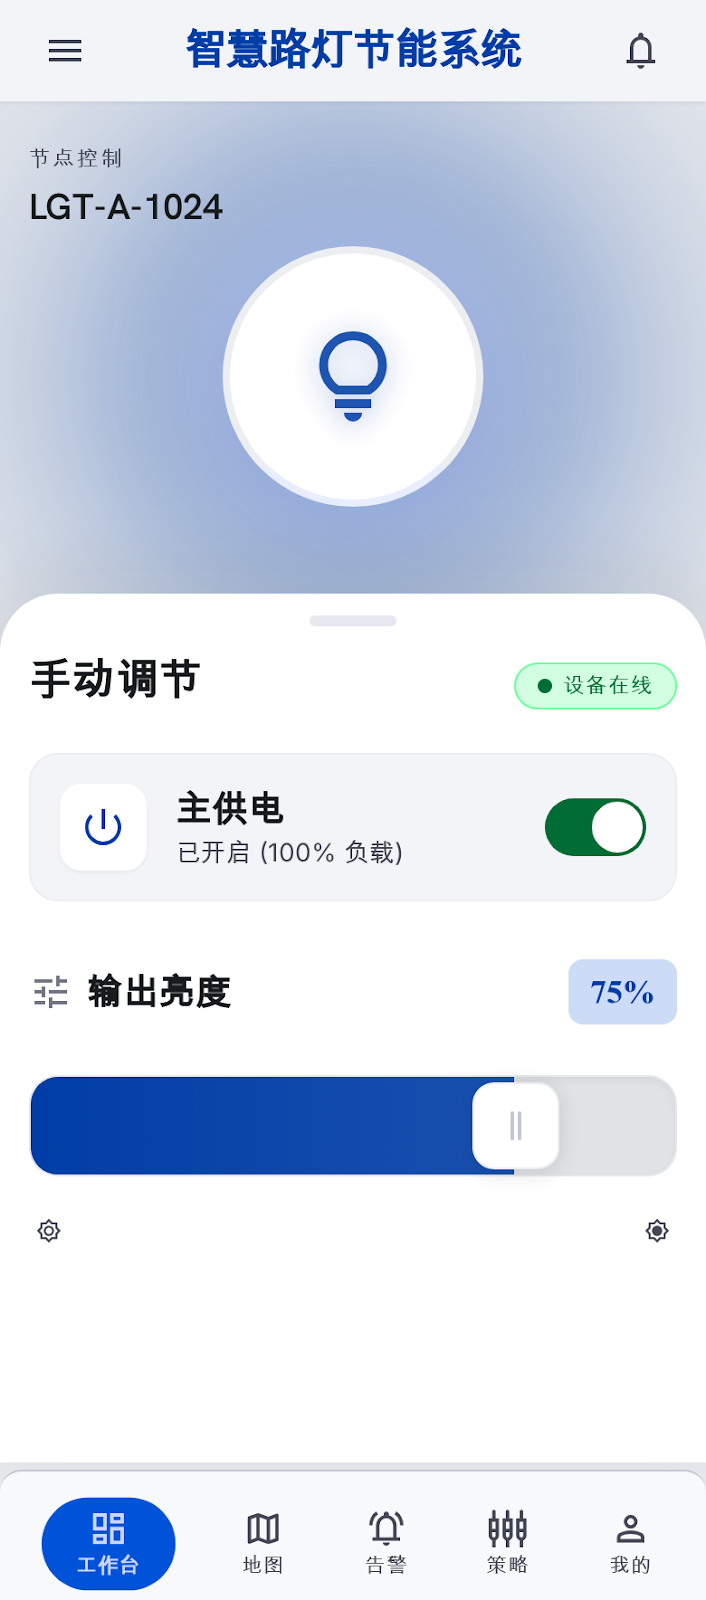 智慧路灯节能系统
节点控制
LGT-A-1024
手动调节
设备在线
主供电
已开启 (100% 负载)
输出亮度
75%
工作台
地图
告警
策略
我的